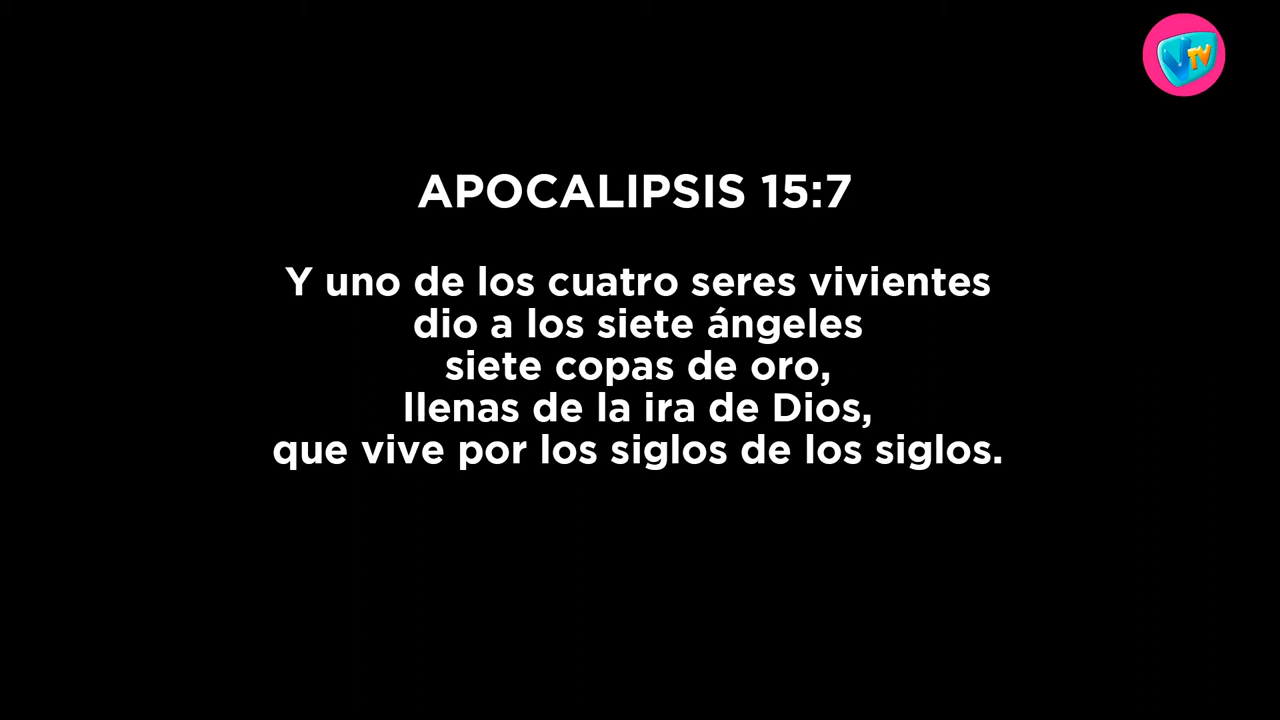 VTV
APOCALIPSIS 15:7
Y uno de los cuatro seres vivientes
dio a los siete ángeles
siete copas de oro,
llenas de la ira de Dios,
que vive por los siglos de los siglos.